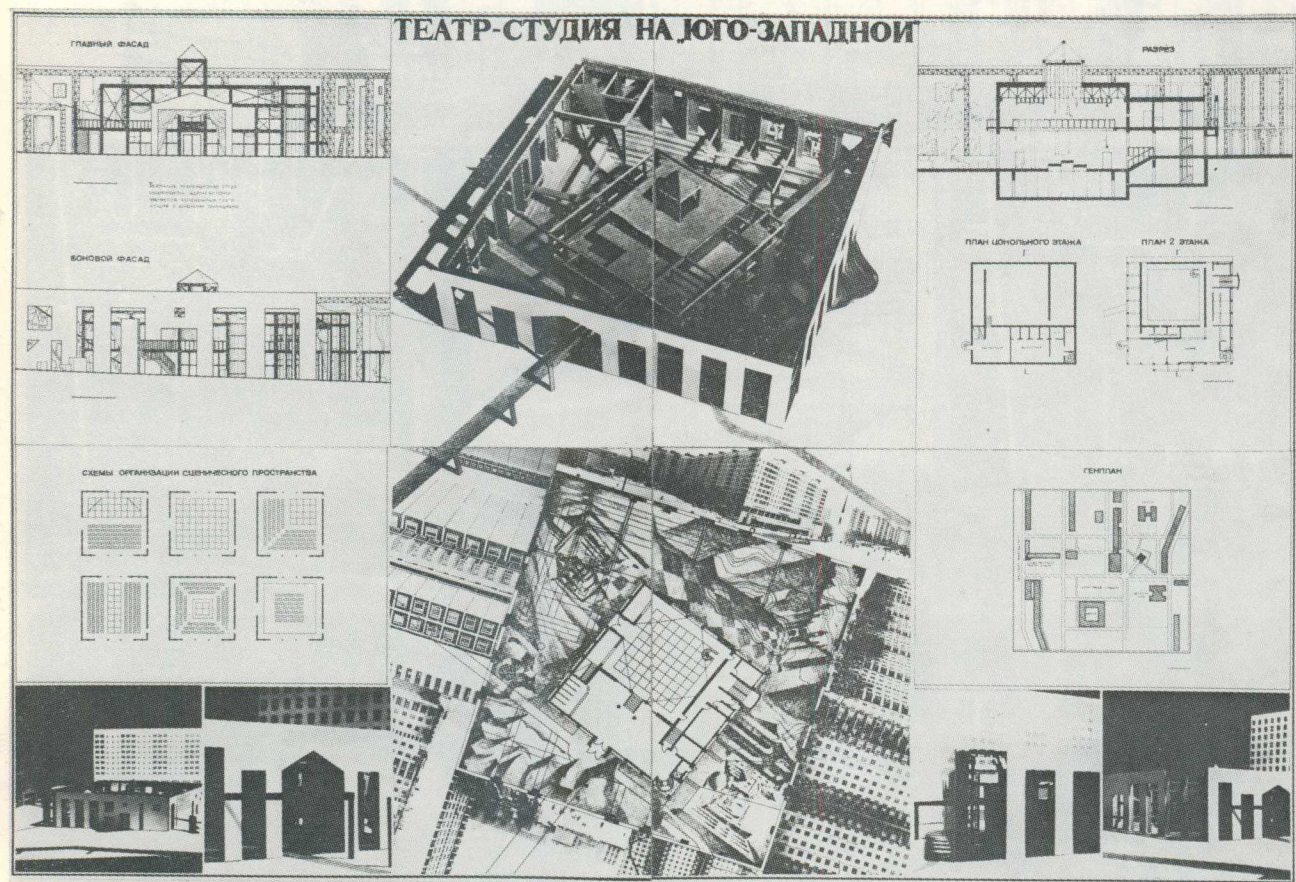 ТЕАТР-СТУДИЯ НА „ЮГО-ЗАПАДНОЙ"
ГЛАВНЫЙ ФАСАД
БОКОВОЙ ФАСАД
РАЗРЕЗ
ПЛАН ЦОКОЛЬНОГО ЭТАЖА
ПЛАН 2 ЭТАЖА
СХЕМЫ ОРГАНИЗАЦИИ СЦЕНИЧЕСКОГО ПРОСТРАНСТВА
ГЕНПЛАН